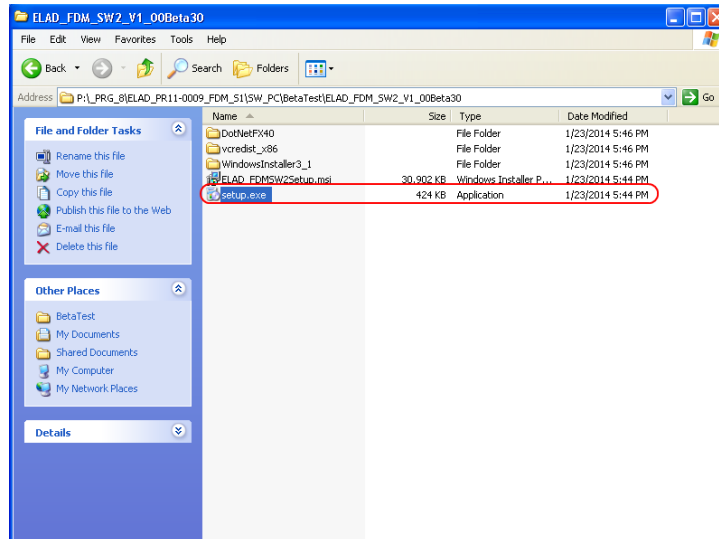 ELAD_FDM_SW2_V1_00Beta30
File Edit View Favorites Tools Help
Back Search Folders
Address P:\_PRG_8\ELAD_PR11-0009_FDM_S1\SW_PC\BetaTest\ELAD_FDM_SW2_V1_00Beta30 Go
Name Size Type Date Modified
DotNetFX40 File Folder 1/23/2014 5:46 PM
vcredist_x86 File Folder 1/23/2014 5:46 PM
WindowsInstaller3_1 File Folder 1/23/2014 5:46 PM
ELAD_FDMSW2Setup.msi 30.902 KB Windows Installer P... 1/23/2014 5:44 PM
setup.exe 424 KB Application 1/23/2014 5:44 PM
File and Folder Tasks
Rename this file
Move this file
Copy this file
Publish this file to the Web
E-mail this file
Delete this file
Other Places
BetaTest
My Documents
Shared Documents
My Computer
My Network Places
Details